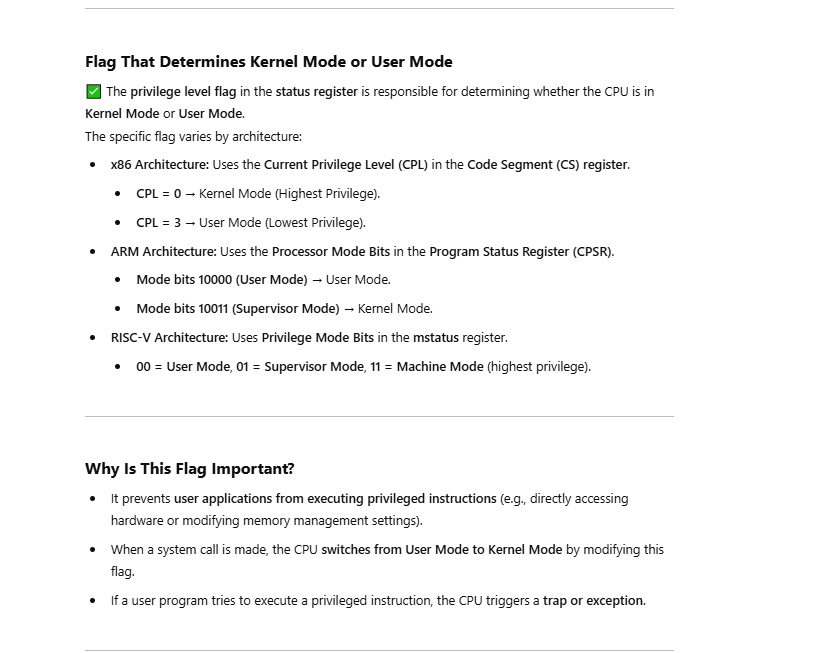 Flag That Determines Kernel Mode or User Mode
✅ The privilege level flag in the status register is responsible for determining whether the CPU is in
Kernel Mode or User Mode.
The specific flag varies by architecture:
• x86 Architecture: Uses the Current Privilege Level (CPL) in the Code Segment (CS) register.
• CPL = 0 → Kernel Mode (Highest Privilege).
• CPL = 3 → User Mode (Lowest Privilege).
• ARM Architecture: Uses the Processor Mode Bits in the Program Status Register (CPSR).
• Mode bits 10000 (User Mode) → User Mode.
• Mode bits 10011 (Supervisor Mode) → Kernel Mode.
• RISC-V Architecture: Uses Privilege Mode Bits in the mstatus register.
• 00 = User Mode, 01 = Supervisor Mode, 11 = Machine Mode (highest privilege).
Why Is This Flag Important?
• It prevents user applications from executing privileged instructions (e.g., directly accessing
hardware or modifying memory management settings).
• When a system call is made, the CPU switches from User Mode to Kernel Mode by modifying this
flag.
• If a user program tries to execute a privileged instruction, the CPU triggers a trap or exception.